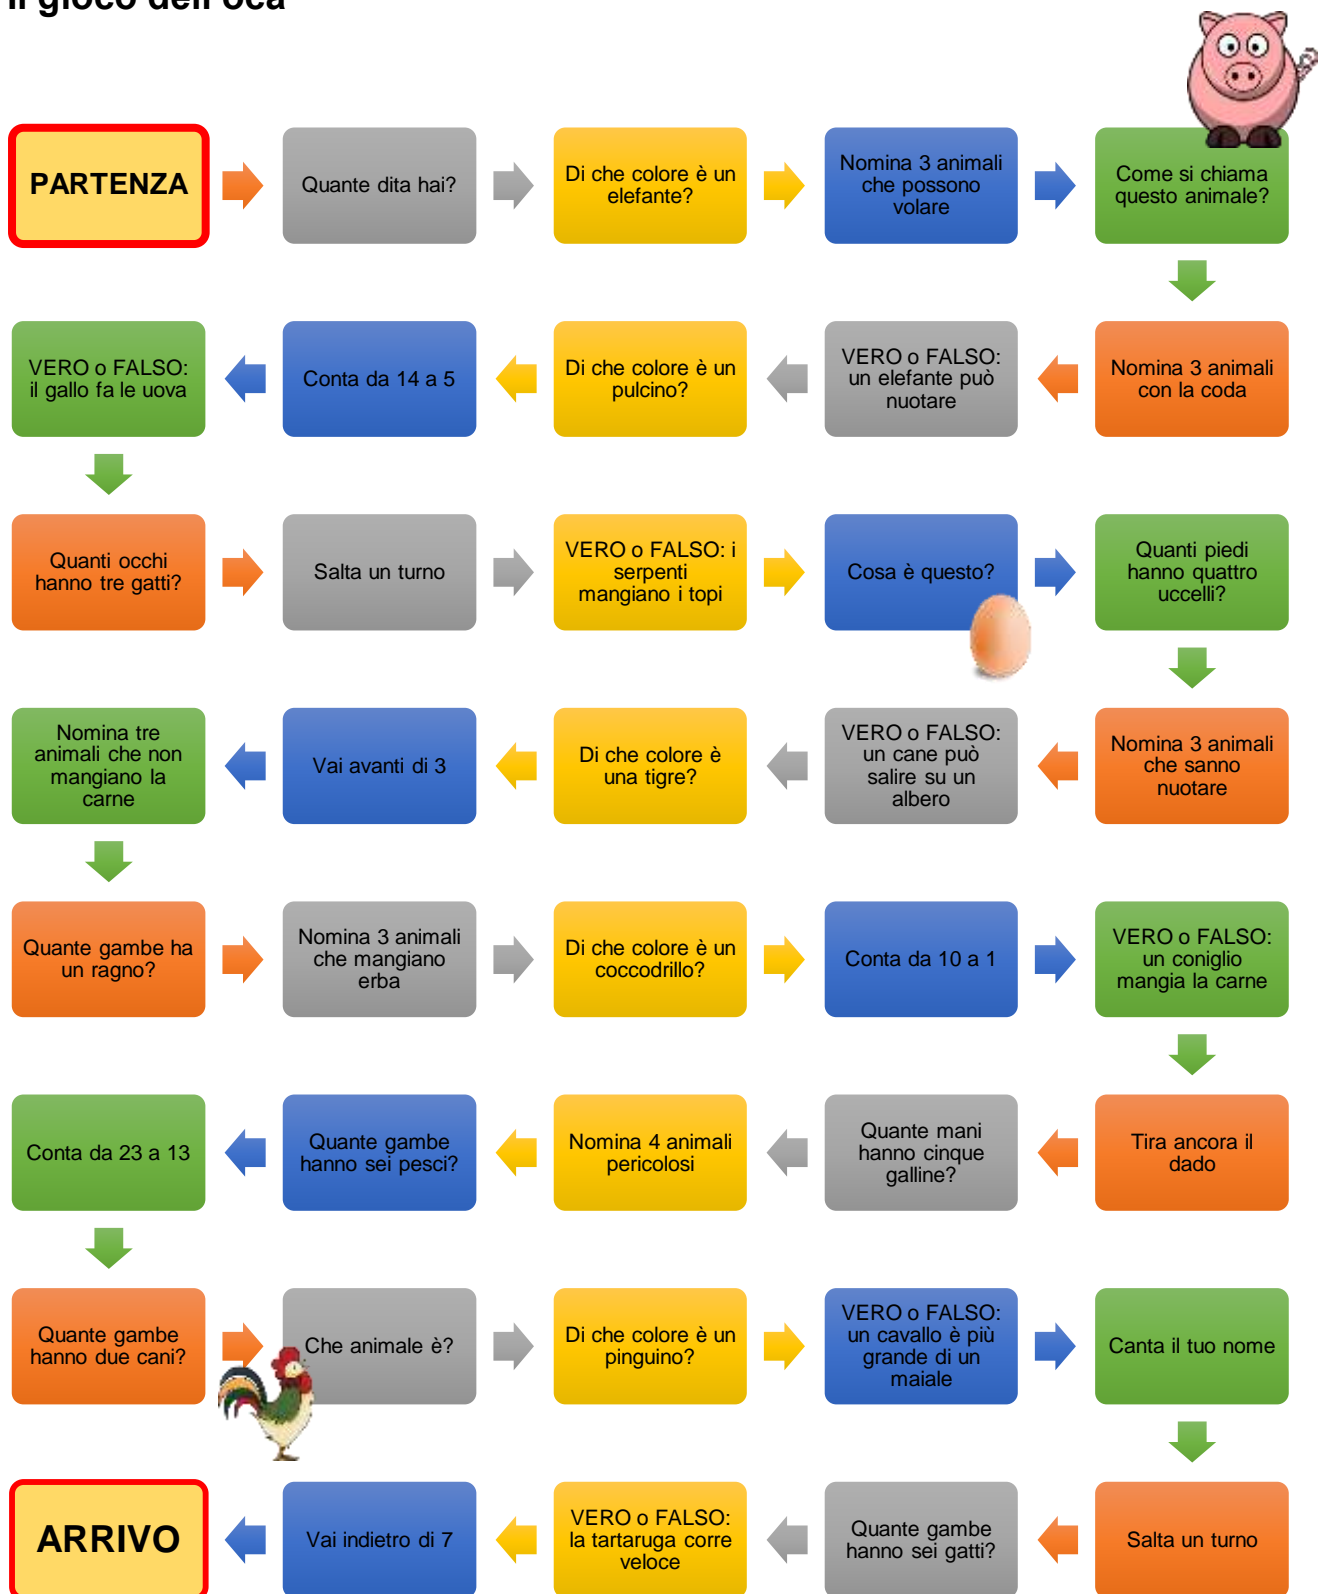 Il gioco dell'oca
PARTENZA
Quante dita hai?
Di che colore è un
elefante?
Nomina 3 animali
che possono
volare
Come si chiama
questo animale?
Nomina 3 animali
con la coda
VERO o FALSO:
un elefante può
nuotare
Di che colore è un
pulcino?
Conta da 14 a 5
VERO o FALSO:
il gallo fa le uova
Quanti occhi
hanno tre gatti?
Salta un turno
VERO o FALSO: i
serpenti
mangiano i topi
Cosa è questo?
Quanti piedi
hanno quattro
uccelli?
Nomina 3 animali
che sanno
nuotare
VERO o FALSO:
un cane può
salire su un
albero
Di che colore è
una tigre?
Vai avanti di 3
Nomina tre
animali che non
mangiano la
carne
Quante gambe ha
un ragno?
Nomina 3 animali
che mangiano
erba
Di che colore è un
coccodrillo?
Conta da 10 a 1
VERO o FALSO:
un coniglio
mangia la carne
Tira ancora il
dado
Quante mani
hanno cinque
galline?
Nomina 4 animali
pericolosi
Quante gambe
hanno sei pesci?
Conta da 23 a 13
Quante gambe
hanno due cani?
Che animale è?
Di che colore è un
pinguino?
VERO o FALSO:
un cavallo è più
grande di un
maiale
Canta il tuo nome
Salta un turno
Quante gambe
hanno sei gatti?
VERO o FALSO:
la tartaruga corre
veloce
Vai indietro di 7
ARRIVO